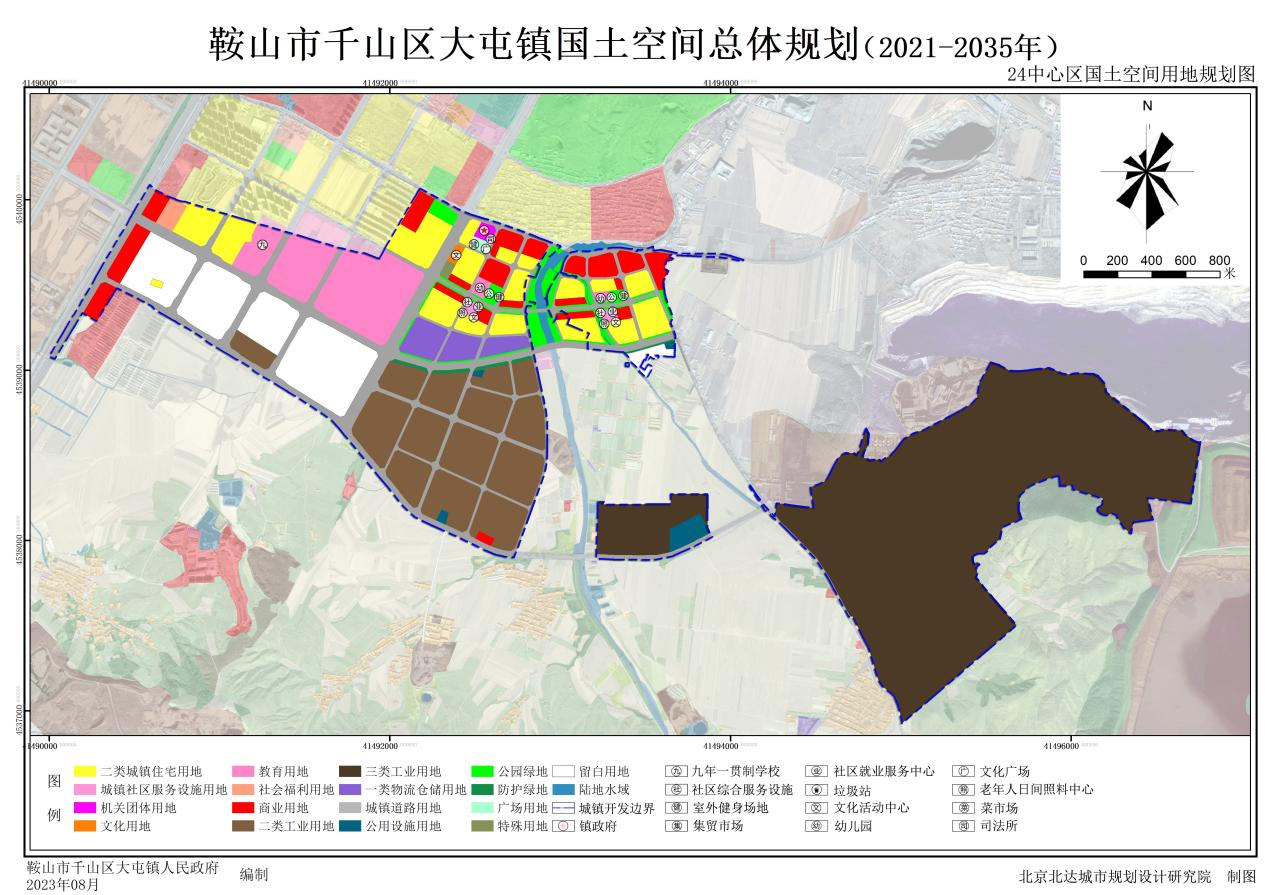 鞍山市千山区大屯镇国土空间总体规划（2021-2035年）
24中心区国土空间用地规划图
41490000 41492000 41494000
N
0 200 400 600 800 米
4540000
4539000
4538000
4537000
41490000 41492000 41494000 41496000
图例
二类城镇住宅用地 教育用地 三类工业用地 公园绿地 留白用地 九年一贯制学校 社区就业服务中心 文化广场
城镇社区服务设施用地 社会福利用地 一类物流仓储用地 防护绿地 陆地水域 社区综合服务设施 垃圾站 老年人日间照料中心
机关团体用地 商业用地 城镇道路用地 广场用地 城镇开发边界 室外健身场地 文化活动中心 菜市场
文化用地 二类工业用地 公用设施用地 特殊用地 镇政府 集贸市场 幼儿园 司法所
鞍山市千山区大屯镇人民政府 编制
2023年08月
北京北达城市规划设计研究院 制图